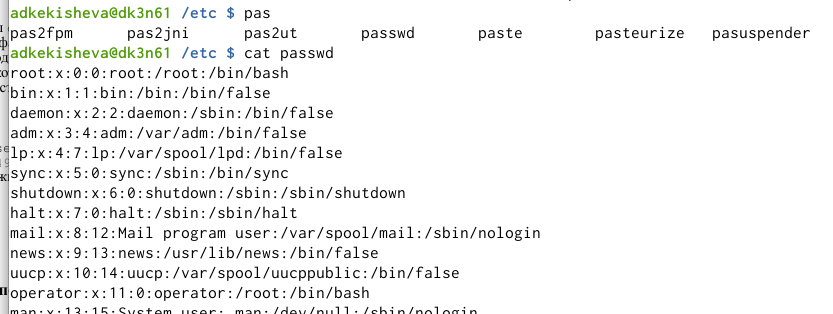 adkekisheva@dk3n61 /etc $ pas
pas2fpm pas2jni pas2ut passwd paste pasteurize pasuspender
adkekisheva@dk3n61 /etc $ cat passwd
root:x:0:0:root:/root:/bin/bash
bin:x:1:1:bin:/bin:/bin/false
daemon:x:2:2:daemon:/sbin:/bin/false
adm:x:3:4:adm:/var/adm:/bin/false
lp:x:4:7:lp:/var/spool/lpd:/bin/false
sync:x:5:0:sync:/sbin:/bin/sync
shutdown:x:6:0:shutdown:/sbin:/sbin/shutdown
halt:x:7:0:halt:/sbin:/sbin/halt
mail:x:8:12:Mail program user:/var/spool/mail:/sbin/nologin
news:x:9:13:news:/usr/lib/news:/bin/false
uucp:x:10:14:uucp:/var/spool/uucppublic:/bin/false
operator:x:11:0:operator:/root:/bin/bash
man:x:13:15:System user; man:/dev/null:/sbin/nologin